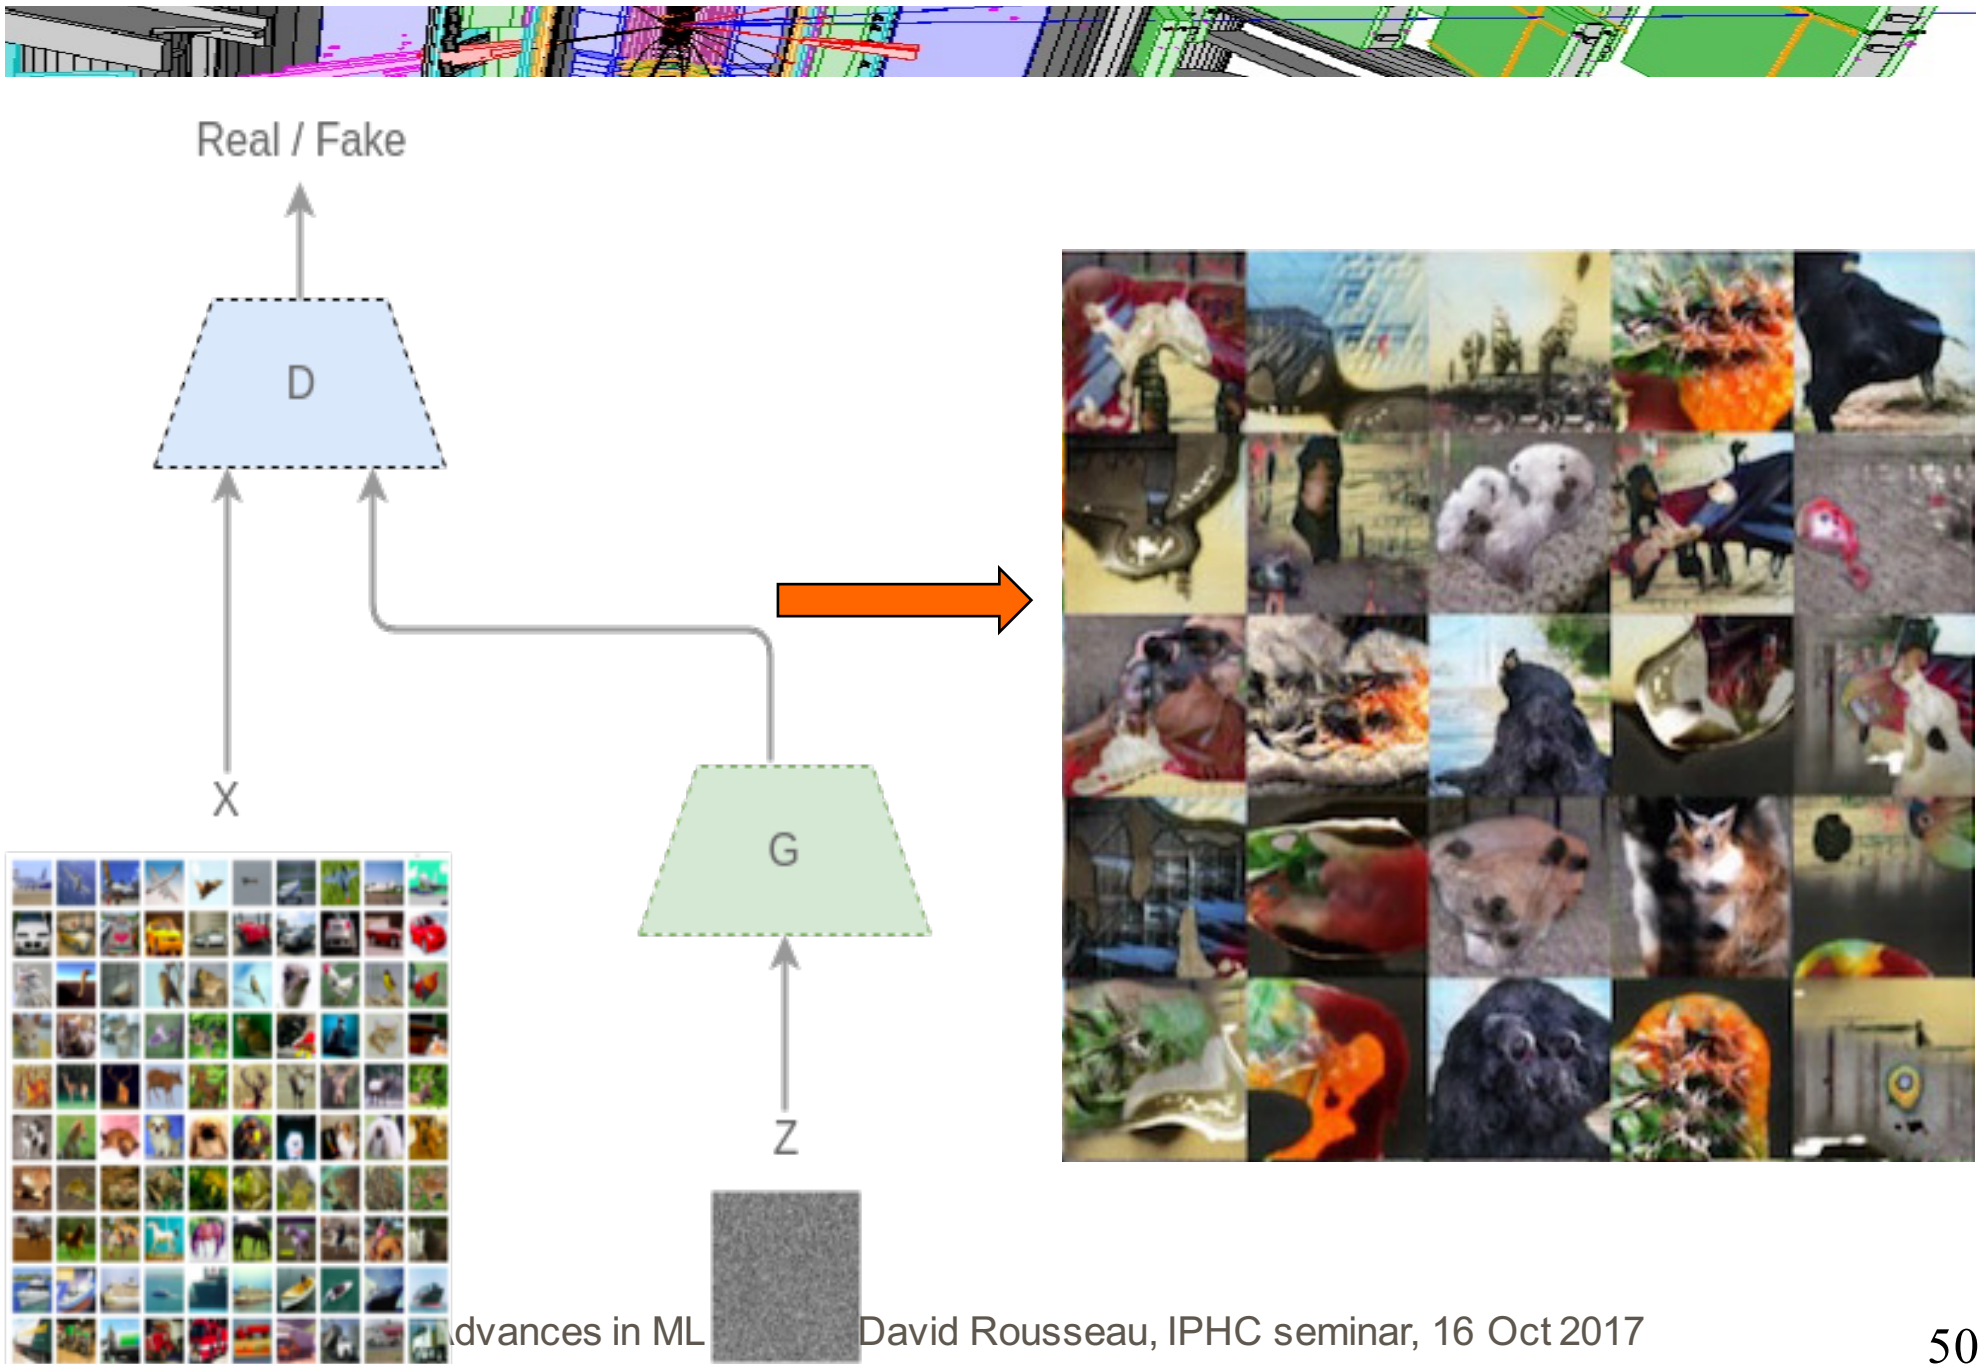 Real / Fake
D
X
G
Z
dvances in ML
David Rousseau, IPHC seminar, 16 Oct 2017
50